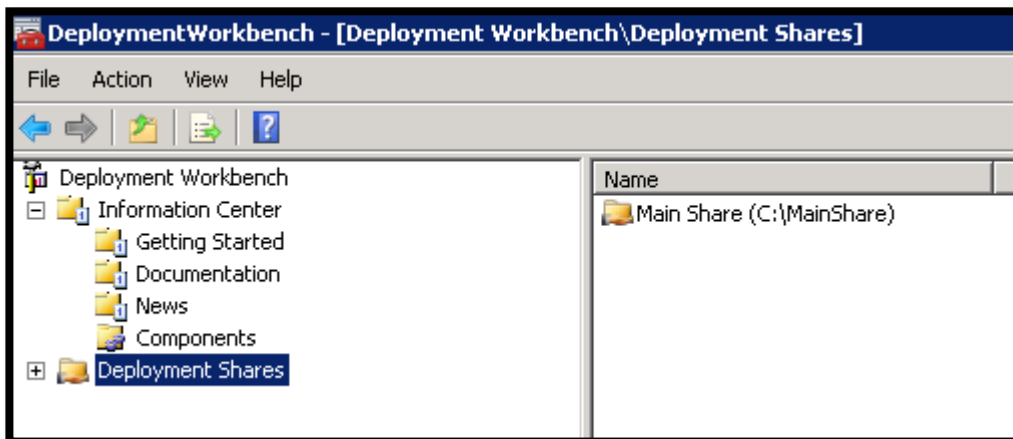 DeploymentWorkbench - [Deployment Workbench\Deployment Shares]
File Action View Help
Deployment Workbench
Information Center
Getting Started
Documentation
News
Components
Deployment Shares
Name
Main Share (C:\MainShare)